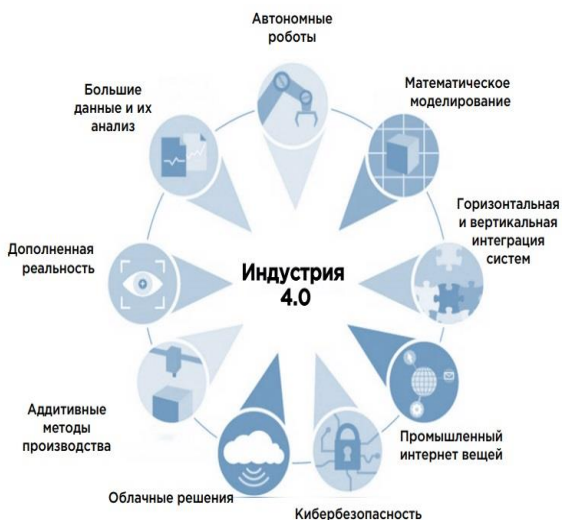 Автономные
роботы
Математическое
моделирование
Горизонтальная
и вертикальная
интеграция
систем
Промышленный
интернет вещей
Кибербезопасность
Облачные решения
Аддитивные
методы
производства
Дополненная
реальность
Большие
данные и их
анализ
Индустрия
4.0